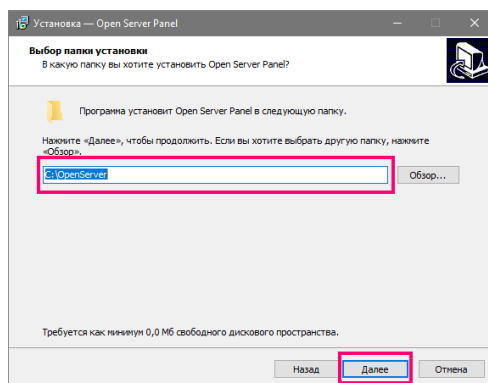 Установка — Open Server Panel
Выбор папки установки
В какую папку вы хотите установить Open Server Panel?
Программа установит Open Server Panel в следующую папку.
Нажмите «Далее», чтобы продолжить. Если вы хотите выбрать другую папку, нажмите
«Обзор».
C:\OpenServer
Обзор...
Требуется как минимум 0,0 Мб свободного дискового пространства.
Назад
Далее
Отмена